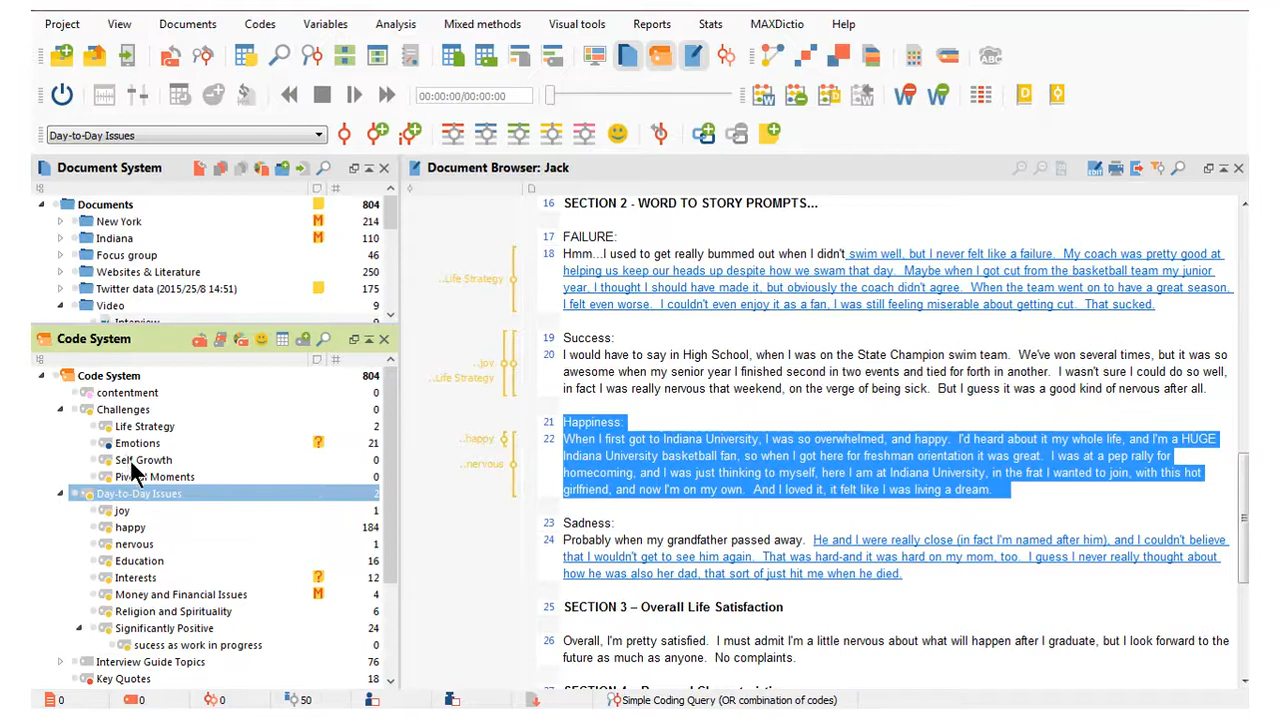 Project Import Documents Codes Variables Analysis Mixed methods Visual tools Reports Stats MAXDictio Help
ABC
00:00:00/00:00:00
W D W W D
Day-to-Day Issues
Document System
Documents 804
New York M 214
Indiana M 110
Focus group 46
Websites & Literature 250
Twitter data (2015/25/8 14:51) 175
Video 9
Interview
Code System
Code System 804
contentment 0
Challenges 0
Life Strategy 2
Emotions ? 21
Self Growth 0
Moments 0
Day-to-Day Issues 2
joy 1
happy 184
nervous 1
Education 16
Interests ? 12
Money and Financial Issues M 4
Religion and Spirituality 6
Significantly Positive 24
sucess as work in progress 0
Interview Guide Topics 76
Key Quotes 18
Document Browser: Jack
EDIT
16 SECTION 2 - WORD TO STORY PROMPTS...
17 FAILURE:
18 Hmm...I used to get really bummed out when I didn't swim well, but I never felt like a failure. My coach was pretty good at
..Life Strategy
helping us keep our heads up despite how we swam that day. Maybe when I got cut from the basketball team my junior
year, I thought I should have made it, but obviously the coach didn't agree. When the team went on to have a great season,
I felt even worse. I couldn't even enjoy it as a fan, I was still feeling miserable about getting cut. That sucked.
19 Success:
20 I would have to say in High School, when I was on the State Champion swim team. We've won several times, but it was so
..joy
awesome when my senior year I finished second in two events and tied for forth in another. I wasn't sure I could do so well,
..Life Strategy
in fact I was really nervous that weekend, on the verge of being sick. But I guess it was a good kind of nervous after all.
21 Happiness:
22 When I first got to Indiana University, I was so overwhelmed, and happy. I'd heard about it my whole life, and I'm a HUGE
..happy
Indiana University basketball fan, so when I got here for freshman orientation it was great. I was at a pep rally for
..nervous
homecoming, and I was just thinking to myself, here I am at Indiana University, in the frat I wanted to join, with this hot
girlfriend, and now I'm on my own. And I loved it, it felt like I was living a dream.
23 Sadness:
24 Probably when my grandfather passed away. He and I were really close (in fact I'm named after him), and I couldn't believe
that I wouldn't get to see him again. That was hard-and it was hard on my mom, too. I guess I never really thought about
how he was also her dad, that sort of just hit me when he died.
25 SECTION 3 – Overall Life Satisfaction
26 Overall, I'm pretty satisfied. I must admit I'm a little nervous about what will happen after I graduate, but I look forward to the
future as much as anyone. No complaints.
0 0 0 50 Simple Coding Query (OR combination of codes)